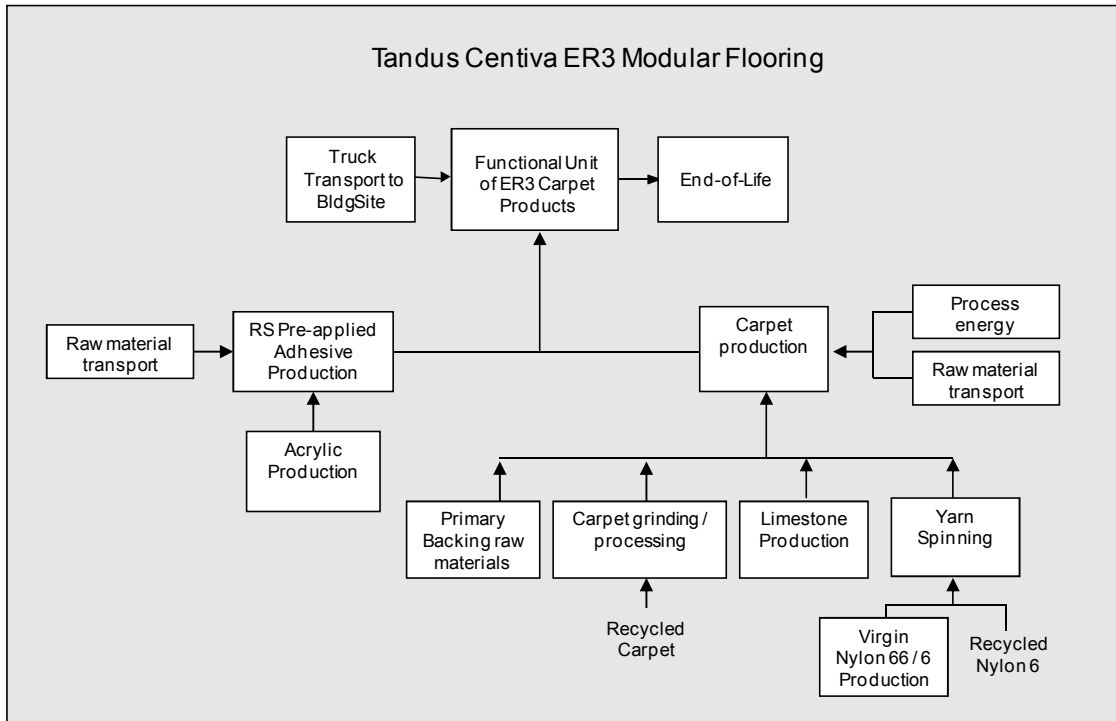 Tandus Centiva ER3 Modular Flooring
Truck
Transport to
BldgSite
Functional Unit
of ER3 Carpet
Products
End-of-Life
Raw material
transport
RS Pre-applied
Adhesive
Production
Carpet
production
Process
energy
Raw material
transport
Acrylic
Production
Primary
Backing raw
materials
Carpet grinding /
processing
Limestone
Production
Yarn
Spinning
Recycled
Carpet
Virgin
Nylon 66 / 6
Production
Recycled
Nylon 6